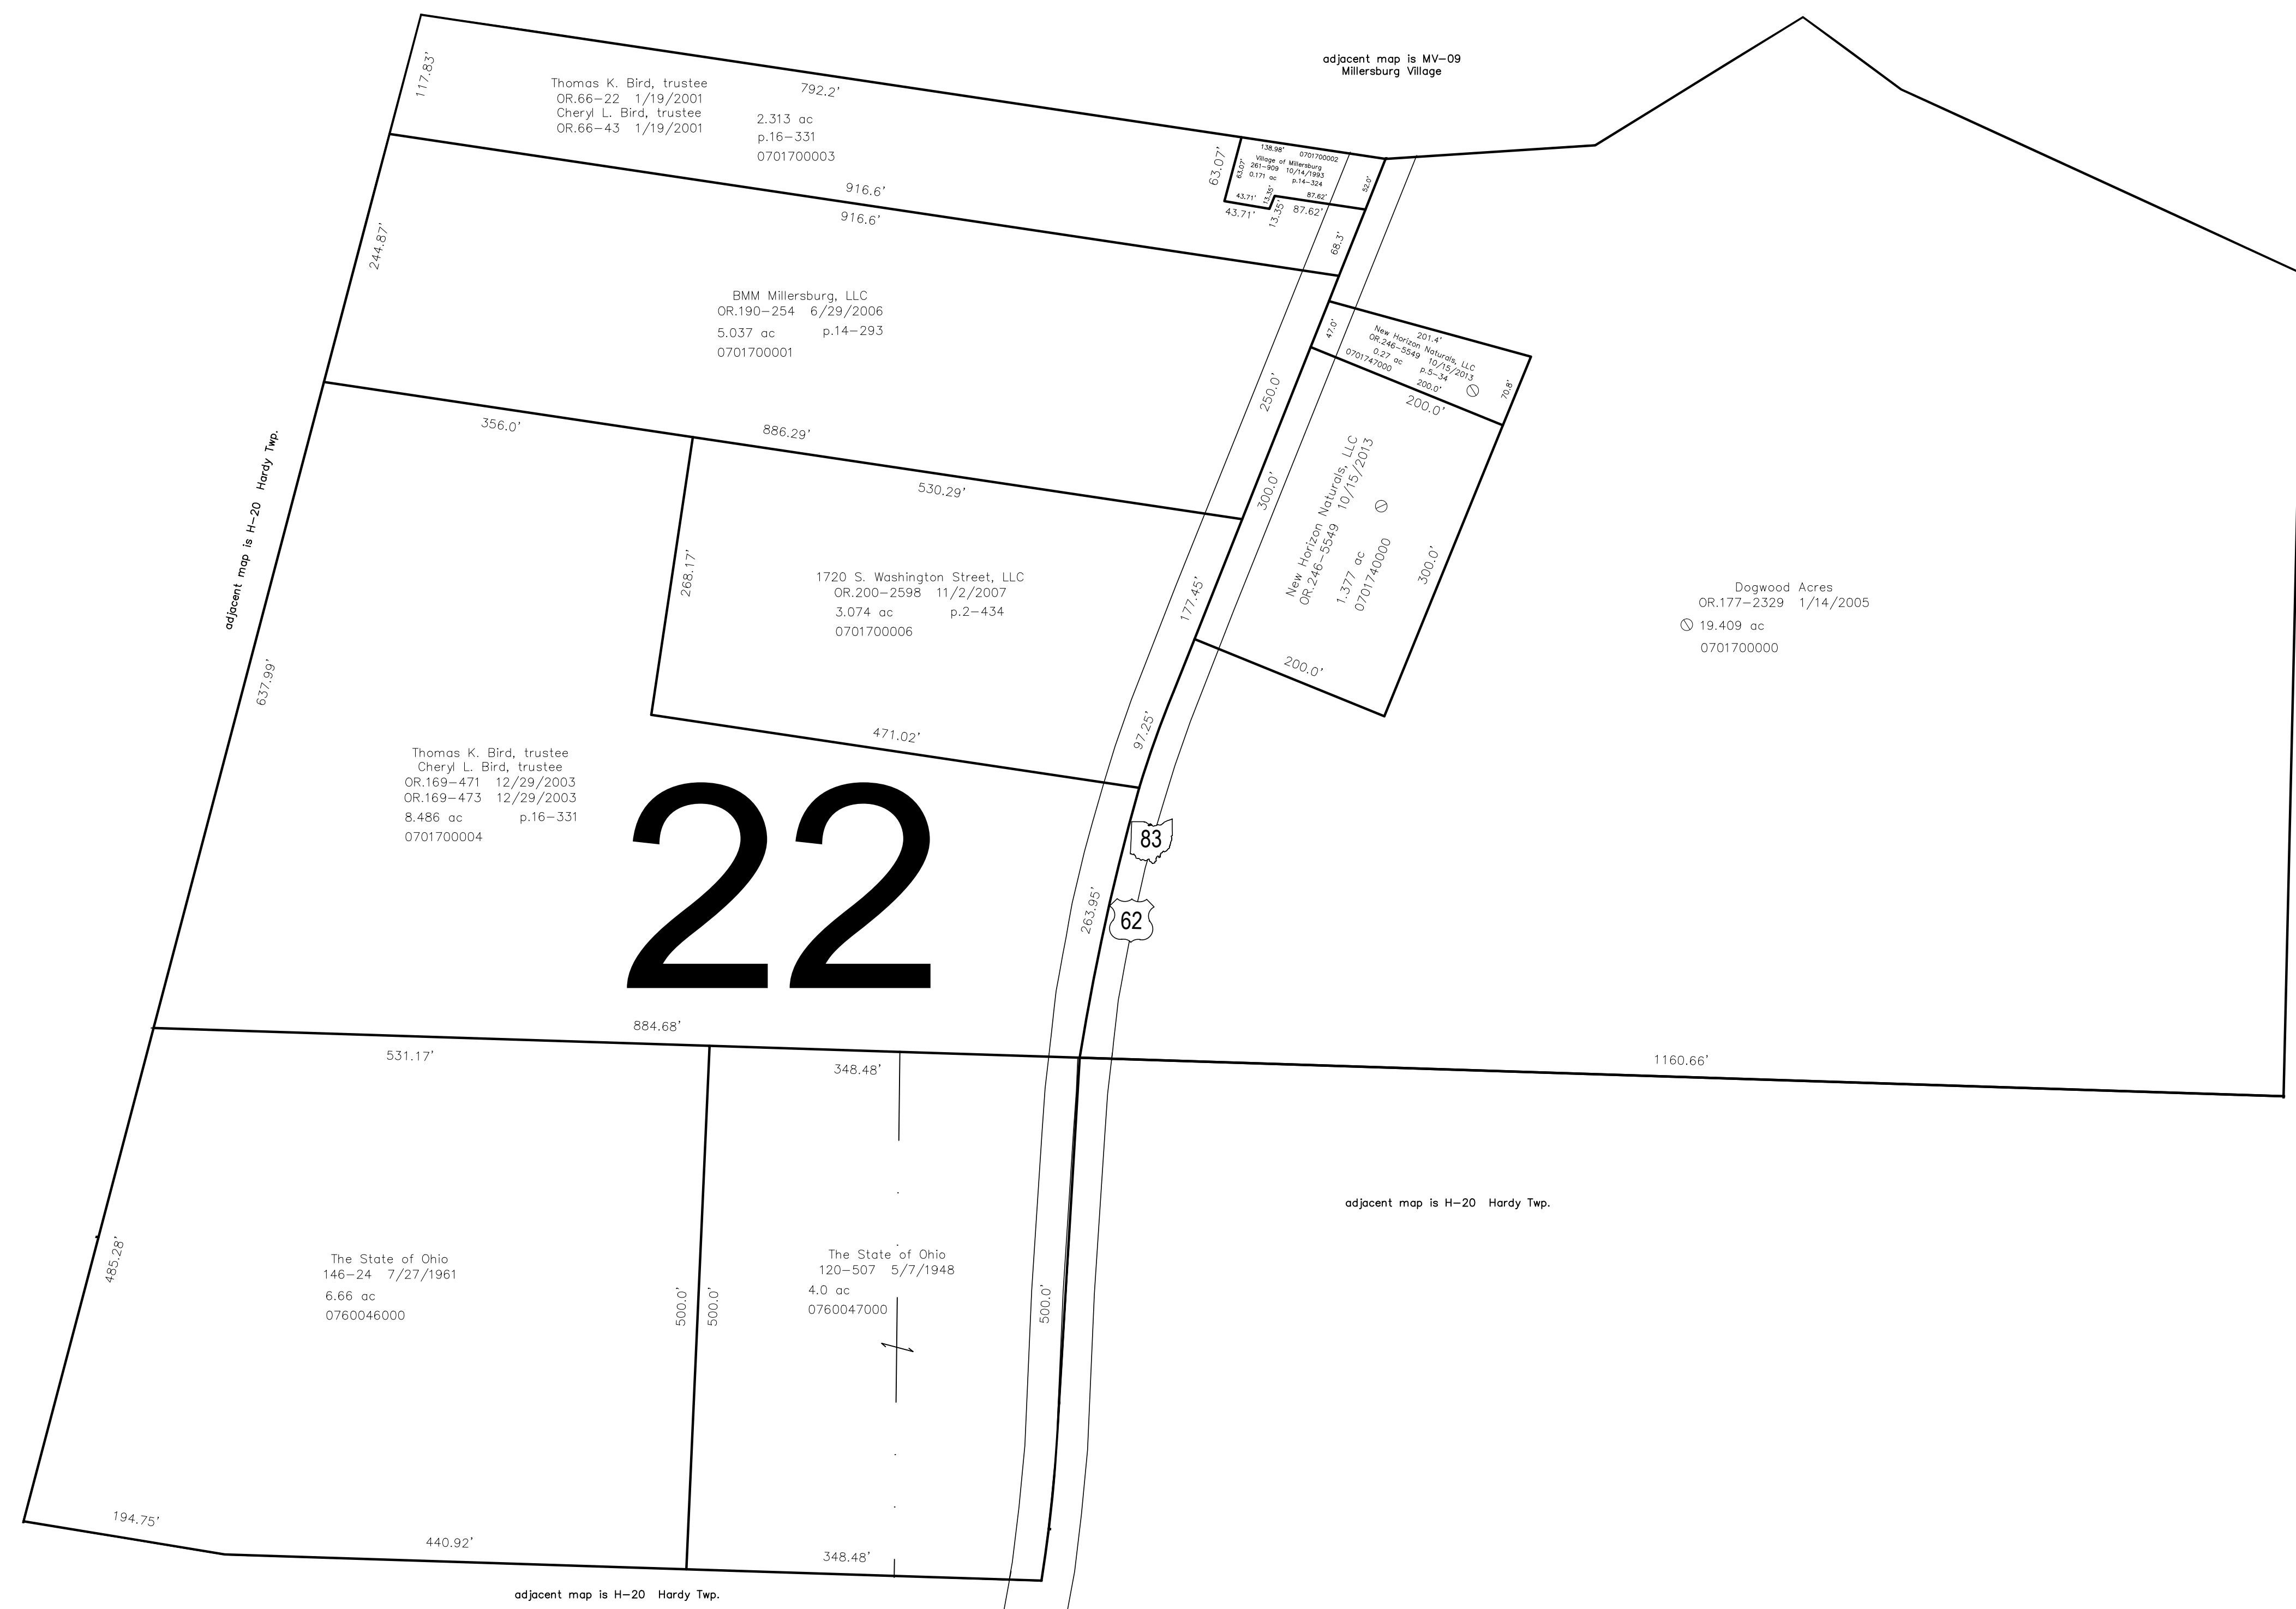 adjacent map is MV-09
Millersburg Village
117.83'
Thomas K. Bird, trustee
OR.66-22 1/19/2001
Cheryl L. Bird, trustee
OR.66-43 1/19/2001
2.313 ac
p.16-331
0701700003
792.2'
916.6'
63.07'
63.07'
138.98'
0701700002
Village of Millersburg
261-909 10/14/1993
0.171 ac p.14-324
43.71'
13.35'
87.62'
52.0'
43.71'
13.35'
87.62'
68.3'
244.87'
916.6'
BMM Millersburg, LLC
OR.190-254 6/29/2006
5.037 ac p.14-293
0701700001
250.0'
47.0'
201.4'
New Horizon Naturals, LLC
OR.246-5549 10/15/2013
0.27 ac p.5-34
0701747000
200.0'
70.8'
200.0'
300.0'
New Horizon Naturals, LLC
OR.246-5549 10/15/2013
1.377 ac
0701740000
300.0'
200.0'
adjacent map is H-20 Hardy Twp.
356.0'
886.29'
530.29'
268.17'
1720 S. Washington Street, LLC
OR.200-2598 11/2/2007
3.074 ac p.2-434
0701700006
177.45'
97.25'
471.02'
Dogwood Acres
OR.177-2329 1/14/2005
19.409 ac
0701700000
637.99'
Thomas K. Bird, trustee
Cheryl L. Bird, trustee
OR.169-471 12/29/2003
OR.169-473 12/29/2003
8.486 ac p.16-331
0701700004
22
83
62
263.95'
884.68'
531.17'
348.48'
1160.66'
adjacent map is H-20 Hardy Twp.
485.28'
The State of Ohio
146-24 7/27/1961
6.66 ac
0760046000
500.0'
500.0'
The State of Ohio
120-507 5/7/1948
4.0 ac
0760047000
500.0'
194.75'
440.92'
348.48'
adjacent map is H-20 Hardy Twp.